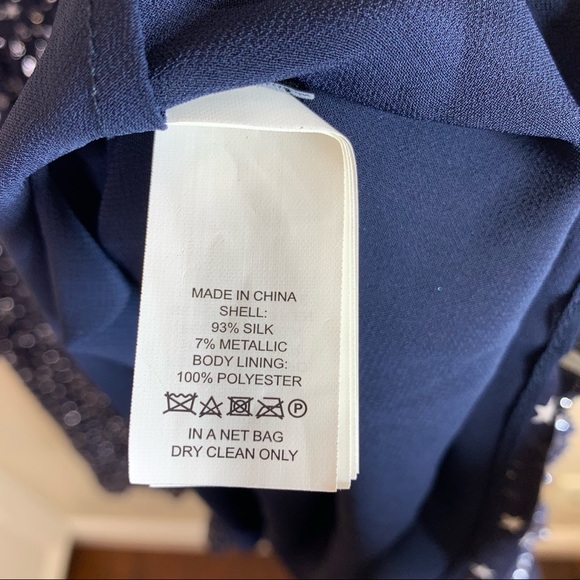 MADE IN CHINA
SHELL:
93% SILK
7% METALLIC
BODY LINING:
100% POLYESTER
P
IN A NET BAG
DRY CLEAN ONLY